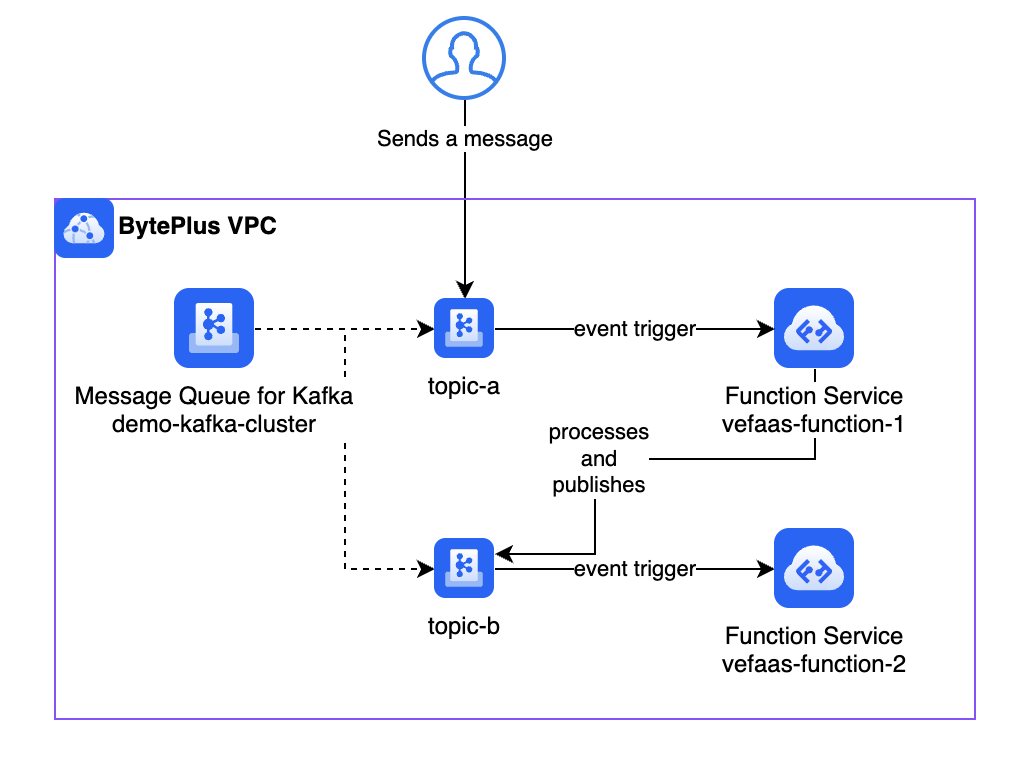 Sends a message
BytePlus VPC
event trigger
Message Queue for Kafka
demo-kafka-cluster
topic-a
Function Service
vefaas-function-1
processes
and
publishes
event trigger
topic-b
Function Service
vefaas-function-2